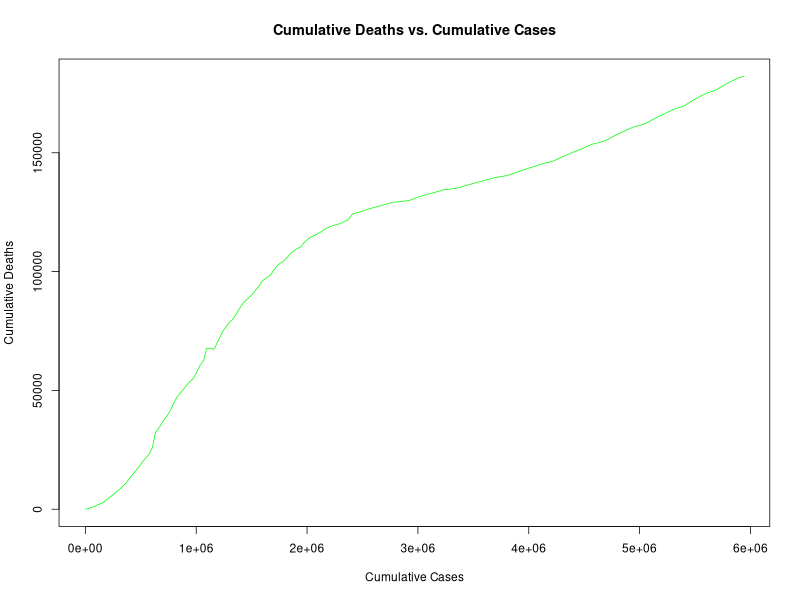 Cumulative Deaths vs. Cumulative Cases
Cumulative Deaths
150000
100000
50000
0
0e+00 1e+06 2e+06 3e+06 4e+06 5e+06 6e+06
Cumulative Cases